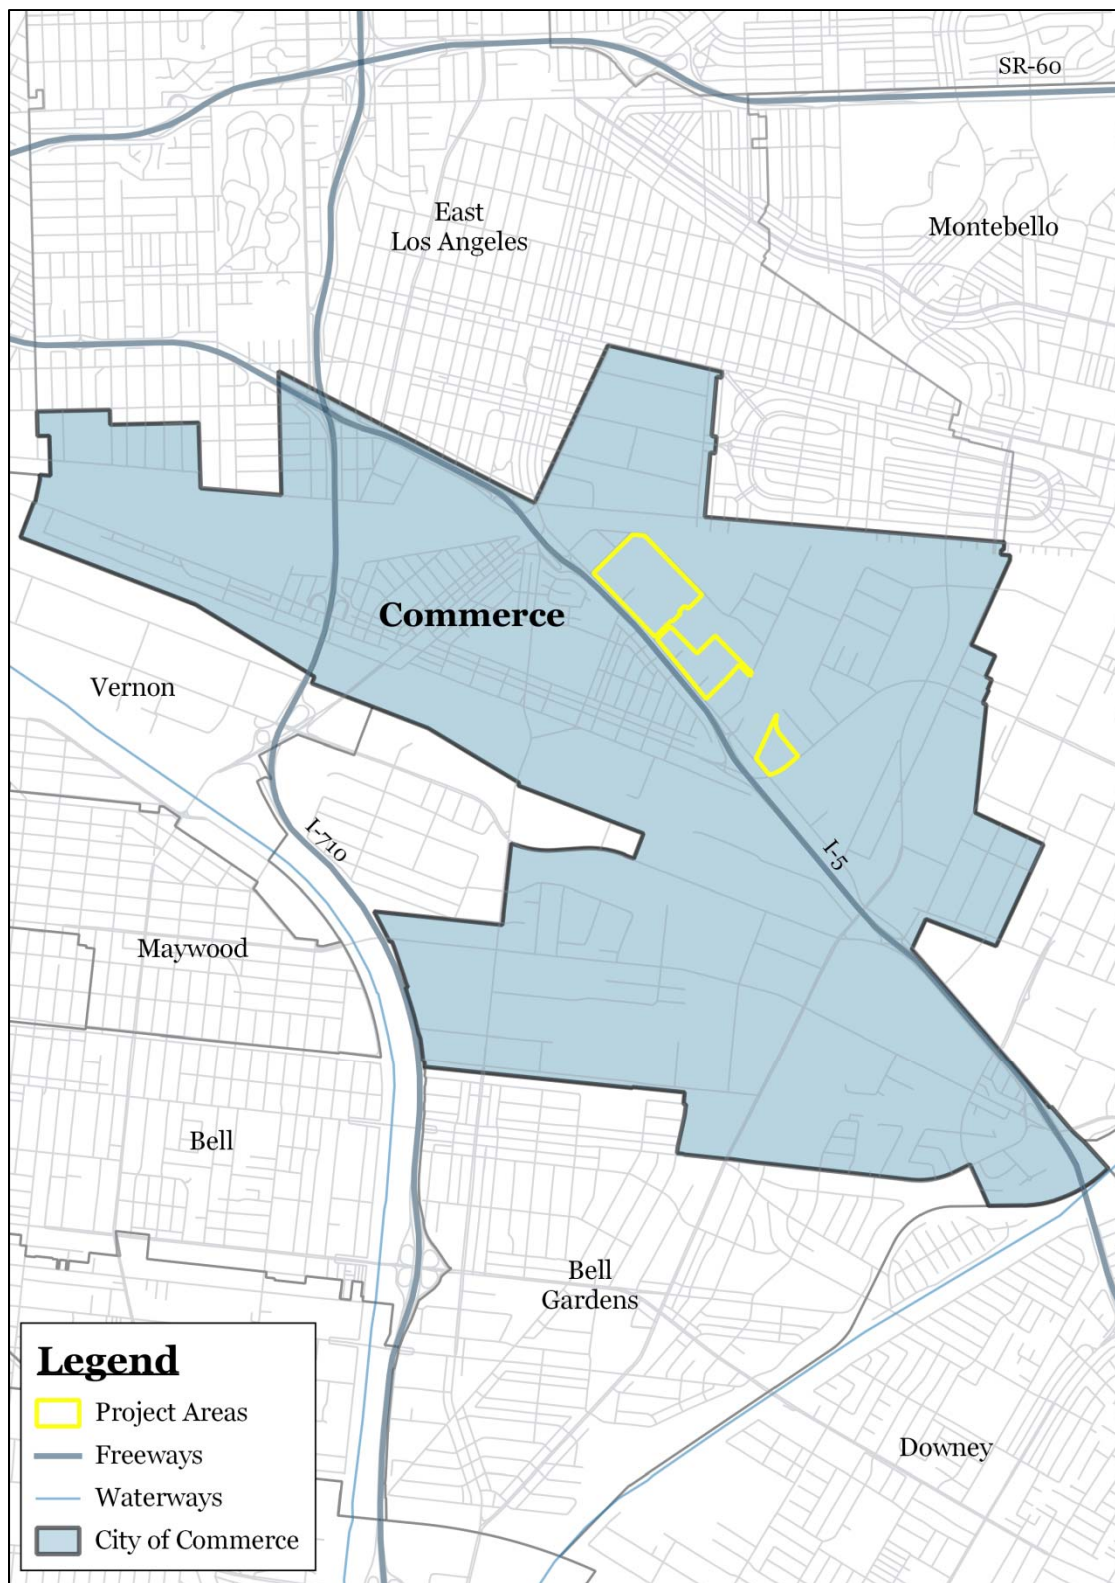 SR-60
East
Los Angeles
Montebello
Commerce
Vernon
I-710
I-5
Maywood
Bell
Bell
Gardens
Downey
Legend
Project Areas
Freeways
Waterways
City of Commerce